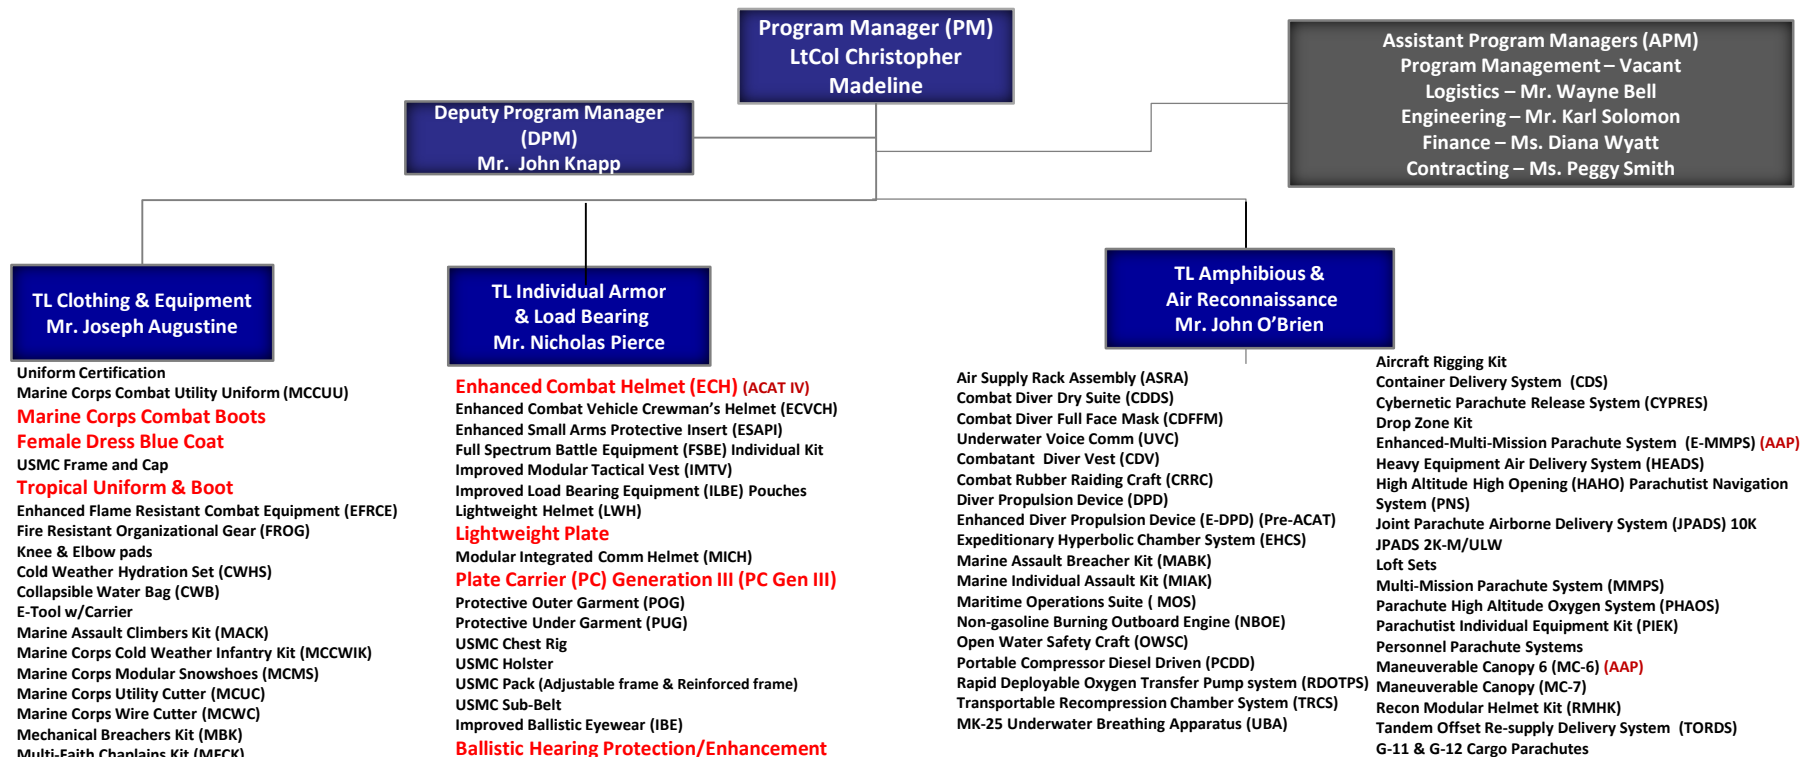 Program Manager (PM)
LtCol Christopher
Madeline
Assistant Program Managers (APM)
Program Management – Vacant
Logistics – Mr. Wayne Bell
Engineering – Mr. Karl Solomon
Finance – Ms. Diana Wyatt
Contracting – Ms. Peggy Smith
Deputy Program Manager
(DPM)
Mr. John Knapp
TL Clothing & Equipment
Mr. Joseph Augustine
Uniform Certification
Marine Corps Combat Utility Uniform (MCCUU)
Marine Corps Combat Boots
Female Dress Blue Coat
USMC Frame and Cap
Tropical Uniform & Boot
Enhanced Flame Resistant Combat Equipment (EFRCE)
Fire Resistant Organizational Gear (FROG)
Knee & Elbow pads
Cold Weather Hydration Set (CWHS)
Collapsible Water Bag (CWB)
E-Tool w/Carrier
Marine Assault Climbers Kit (MACK)
Marine Corps Cold Weather Infantry Kit (MCCWIK)
Marine Corps Modular Snowshoes (MCMS)
Marine Corps Utility Cutter (MCUC)
Marine Corps Wire Cutter (MCWC)
Mechanical Breachers Kit (MBK)
Multi-Faith Chaplains Kit (MFCK)
TL Individual Armor
& Load Bearing
Mr. Nicholas Pierce
Enhanced Combat Helmet (ECH) (ACAT IV)
Enhanced Combat Vehicle Crewman's Helmet (ECVCH)
Enhanced Small Arms Protective Insert (ESAPI)
Full Spectrum Battle Equipment (FSBE) Individual Kit
Improved Modular Tactical Vest (IMTV)
Improved Load Bearing Equipment (ILBE) Pouches
Lightweight Helmet (LWH)
Lightweight Plate
Modular Integrated Comm Helmet (MICH)
Plate Carrier (PC) Generation III (PC Gen III)
Protective Outer Garment (POG)
Protective Under Garment (PUG)
USMC Chest Rig
USMC Holster
USMC Pack (Adjustable frame & Reinforced frame)
USMC Sub-Belt
Improved Ballistic Eyewear (IBE)
Ballistic Hearing Protection/Enhancement
TL Amphibious &
Air Reconnaissance
Mr. John O'Brien
Air Supply Rack Assembly (ASRA)
Combat Diver Dry Suite (CDDS)
Combat Diver Full Face Mask (CDFFM)
Underwater Voice Comm (UVC)
Combatant Diver Vest (CDV)
Combat Rubber Raiding Craft (CRRC)
Diver Propulsion Device (DPD)
Enhanced Diver Propulsion Device (E-DPD) (Pre-ACAT)
Expeditionary Hyperbolic Chamber System (EHCS)
Marine Assault Breacher Kit (MABK)
Marine Individual Assault Kit (MIAK)
Maritime Operations Suite ( MOS)
Non-gasoline Burning Outboard Engine (NBOE)
Open Water Safety Craft (OWSC)
Portable Compressor Diesel Driven (PCDD)
Rapid Deployable Oxygen Transfer Pump system (RDOTPS)
Transportable Recompression Chamber System (TRCS)
MK-25 Underwater Breathing Apparatus (UBA)
Aircraft Rigging Kit
Container Delivery System (CDS)
Cybernetic Parachute Release System (CYPRES)
Drop Zone Kit
Enhanced-Multi-Mission Parachute System (E-MMPS) (AAP)
Heavy Equipment Air Delivery System (HEADS)
High Altitude High Opening (HAHO) Parachutist Navigation
System (PNS)
Joint Parachute Airborne Delivery System (JPADS) 10K
JPADS 2K-M/ULW
Loft Sets
Multi-Mission Parachute System (MMPS)
Parachute High Altitude Oxygen System (PHAOS)
Parachutist Individual Equipment Kit (PIEK)
Personnel Parachute Systems
Maneuverable Canopy 6 (MC-6) (AAP)
Maneuverable Canopy (MC-7)
Recon Modular Helmet Kit (RMHK)
Tandem Offset Re-supply Delivery System (TORDS)
G-11 & G-12 Cargo Parachutes